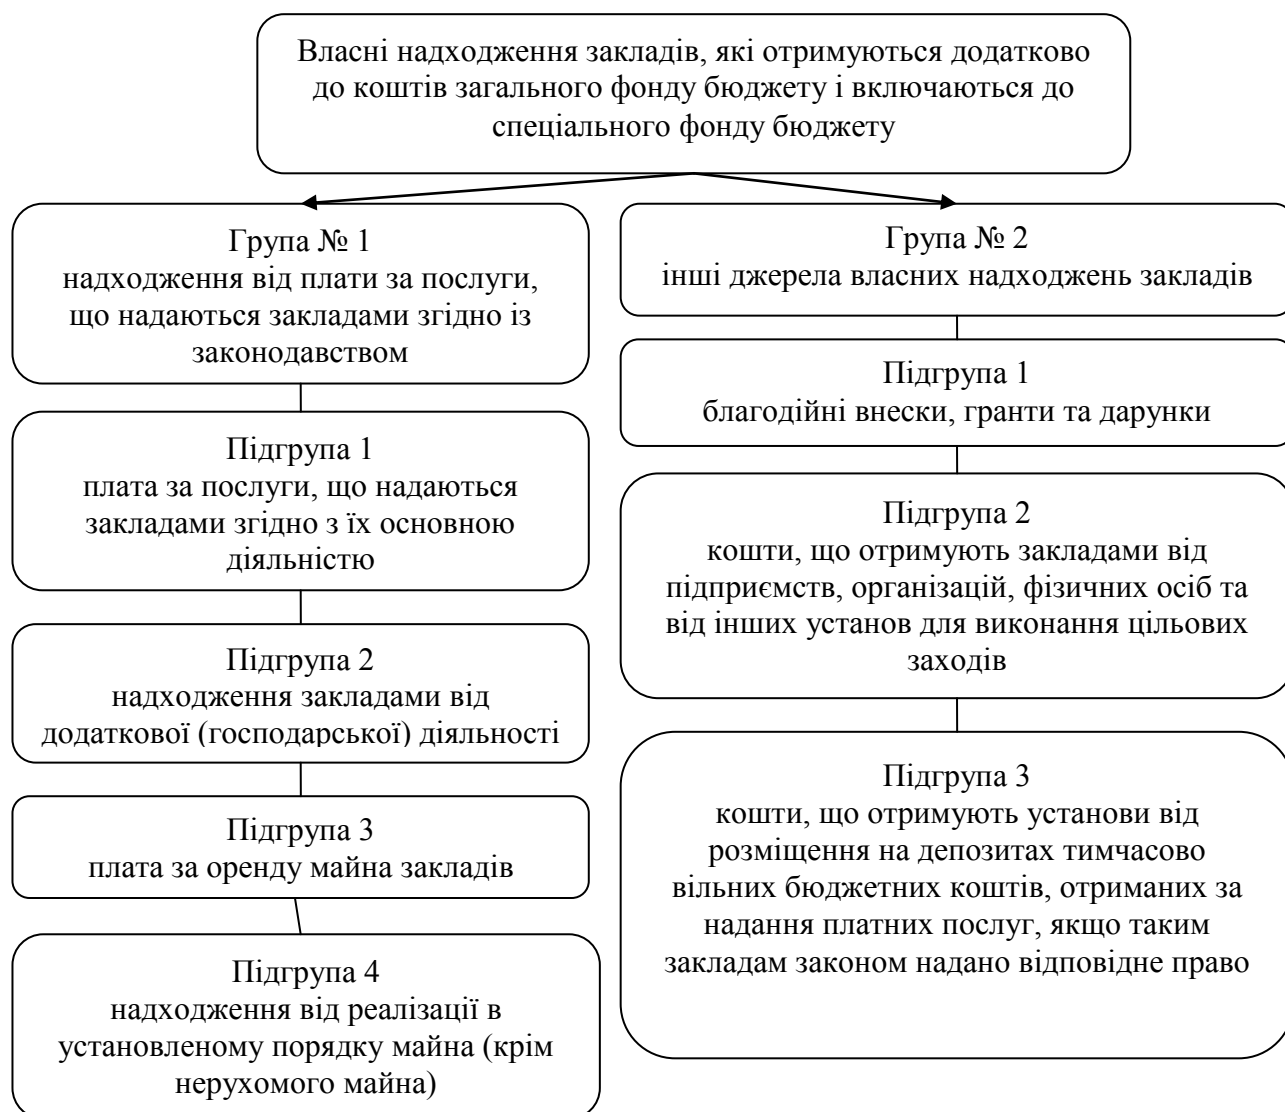 Власні надходження закладів, які отримуються додатково
до коштів загального фонду бюджету і включаються до
спеціального фонду бюджету
Група № 1
надходження від плати за послуги,
що надаються закладами згідно із
законодавством
Підгрупа 1
плата за послуги, що надаються
закладами згідно з їх основною
діяльністю
Підгрупа 2
надходження закладами від
додаткової (господарської) діяльності
Підгрупа 3
плата за оренду майна закладів
Підгрупа 4
надходження від реалізації в
установленому порядку майна (крім
нерухомого майна)
Група № 2
інші джерела власних надходжень закладів
Підгрупа 1
благодійні внески, гранти та дарунки
Підгрупа 2
кошти, що отримують закладами від
підприємств, організацій, фізичних осіб та
від інших установ для виконання цільових
заходів
Підгрупа 3
кошти, що отримують установи від
розміщення на депозитах тимчасово
вільних бюджетних коштів, отриманих за
надання платних послуг, якщо таким
закладам законом надано відповідне право